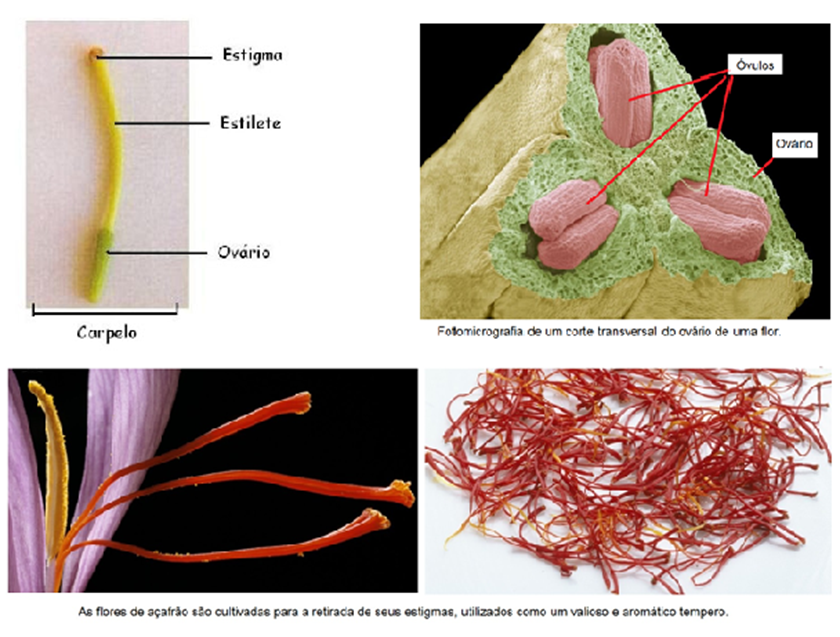 Estigma
Estilete
Ovário
Carpelo
Óvulos
Ovário
Fotomicrografia de um corte transversal do ovário de uma flor.
As flores de açafrão são cultivadas para a retirada de seus estigmas, utilizados como um valioso e aromático tempero.